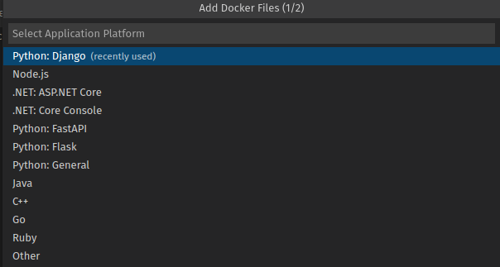 Add Docker Files (1/2)
Select Application Platform
Python: Django (recently used)
Node.js
.NET: ASP.NET Core
.NET: Core Console
Python: FastAPI
Python: Flask
Python: General
Java
C++
Go
Ruby
Other